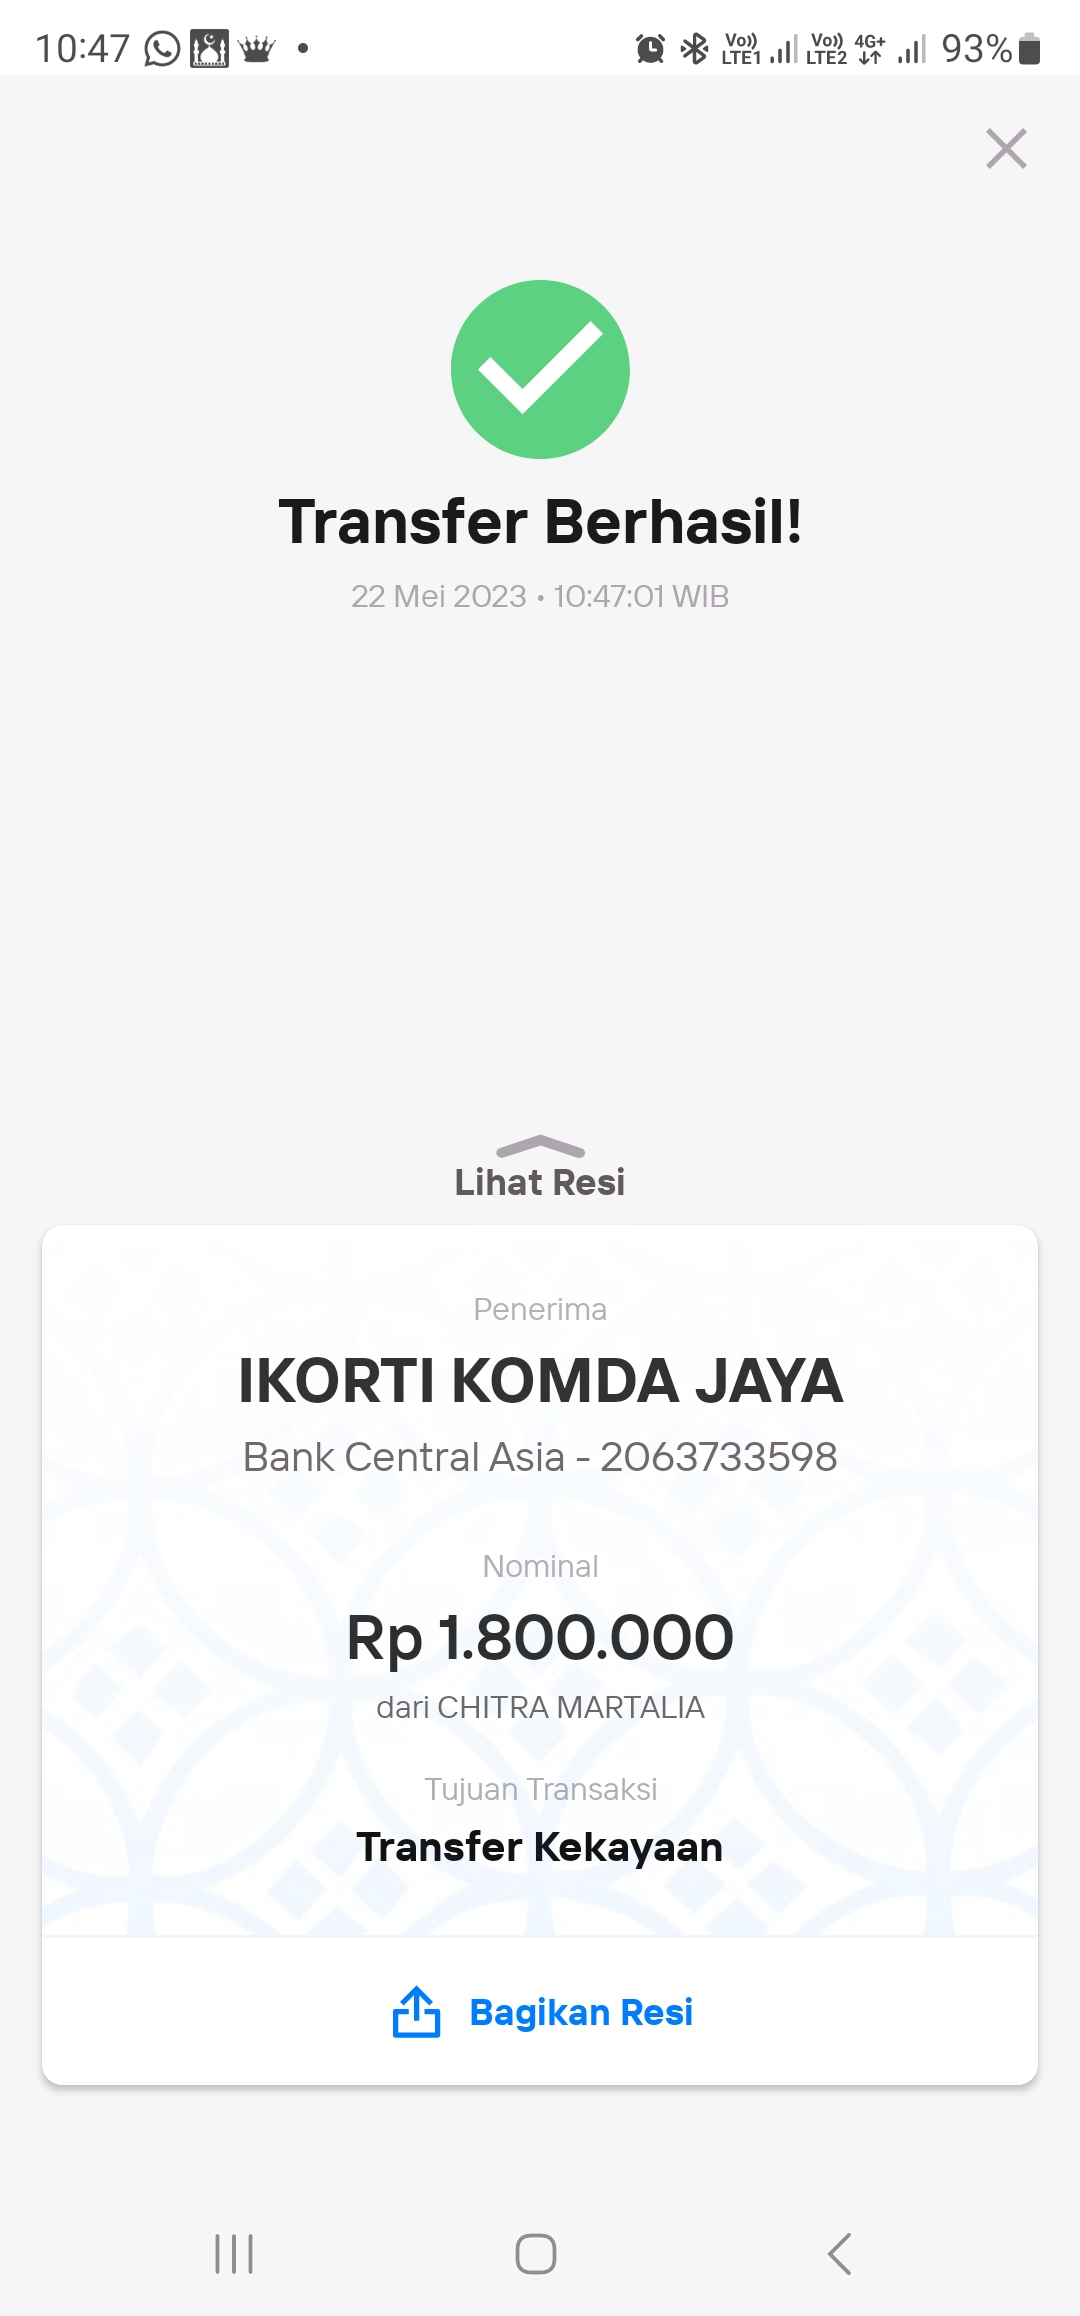 10:47 Vo)) LTE1 Vo)) LTE2 4G+ 93%
Transfer Berhasil!
22 Mei 2023 • 10:47:01 WIB
Lihat Resi
Penerima
IKORTI KOMDA JAYA
Bank Central Asia - 2063733598
Nominal
Rp 1.800.000
dari CHITRA MARTALIA
Tujuan Transaksi
Transfer Kekayaan
Bagikan Resi